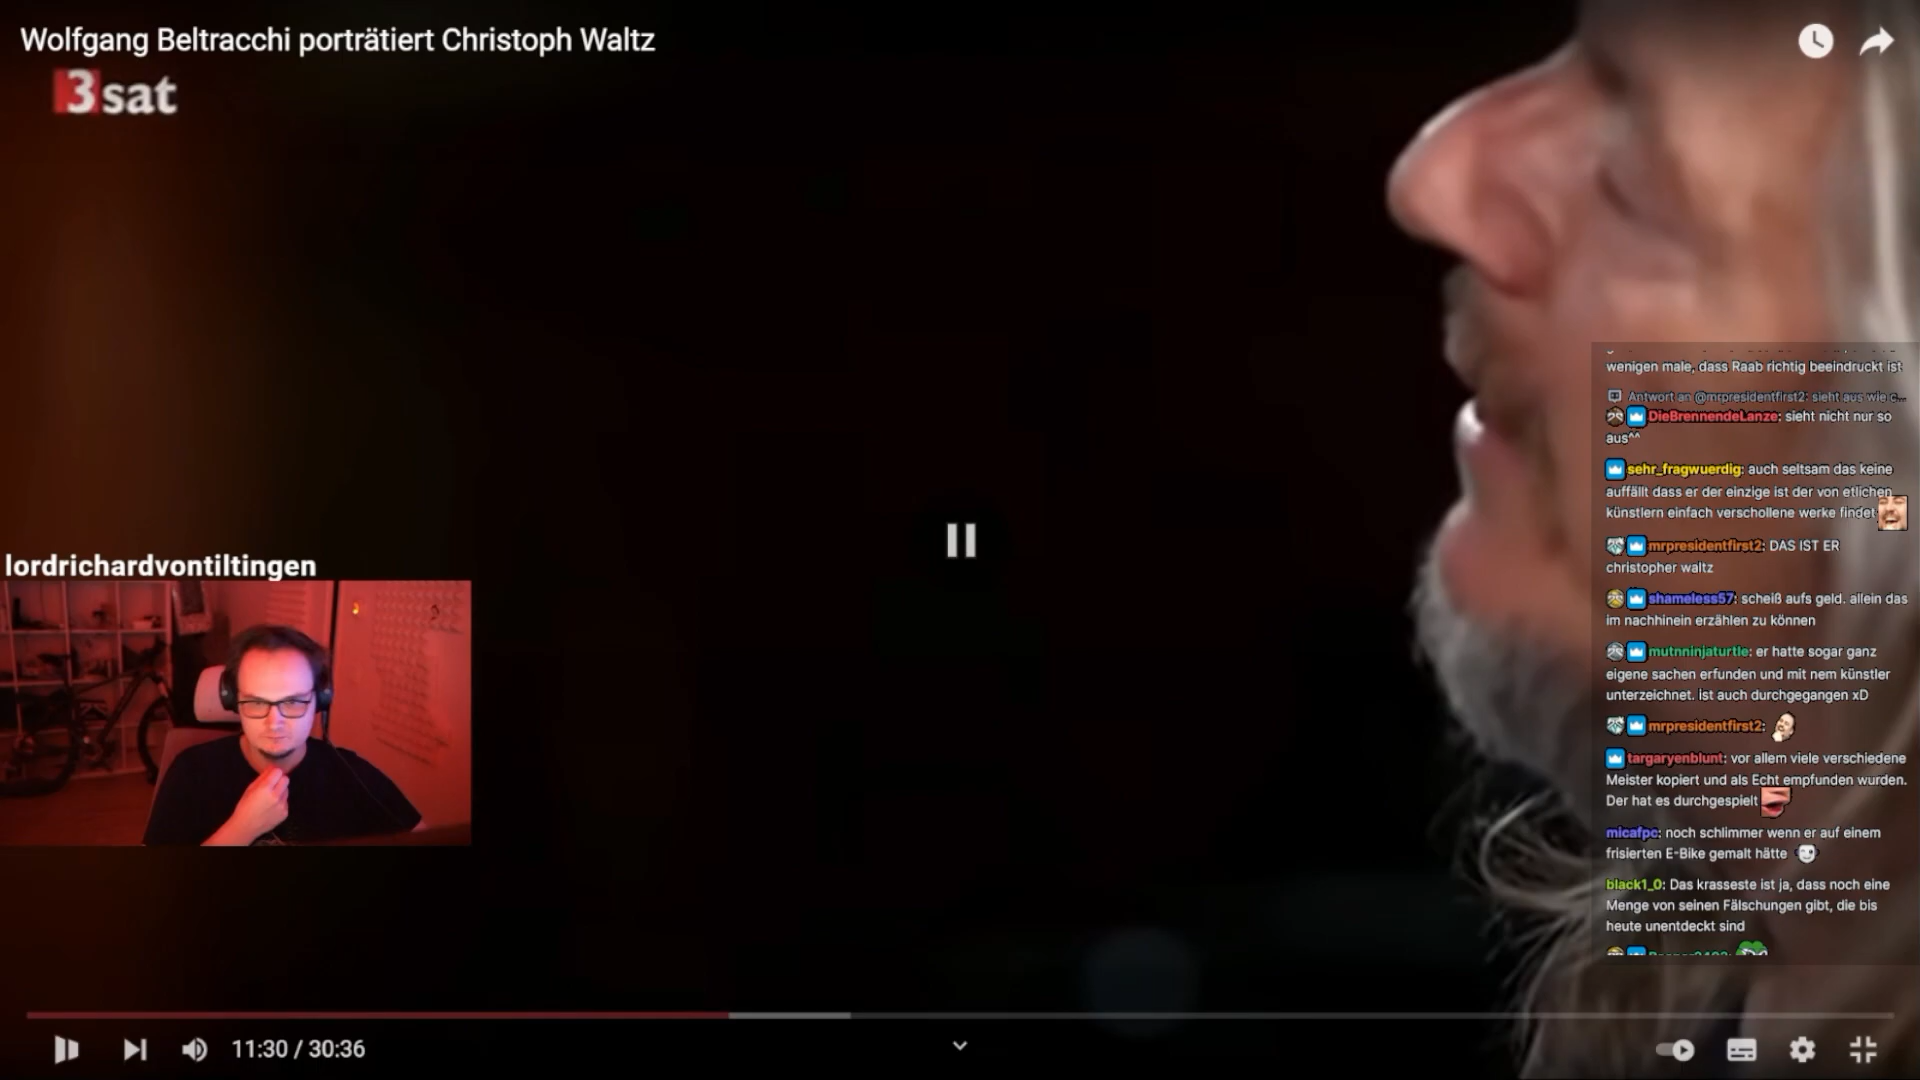 Wolfgang Beltracchi porträtiert Christoph Waltz
3sat
wenigen male, dass Raab richtig beeindruckt ist
Antwort an @mrpresidentfirst2: sieht aus wie c...
DieBrennendeLanze: sieht nicht nur so
aus^^
sehr_fragwuerdig: auch seltsam das keine
auffällt dass er der einzige ist der von etlichen
künstlern einfach verschollene werke findet
mrpresidentfirst2: DAS IST ER
christopher waltz
shameless57: scheiß aufs geld. allein das
im nachhinein erzählen zu können
lordrichardvontiltingen
mutnninjaturtle: er hatte sogar ganz
eigene sachen erfunden und mit nem künstler
unterzeichnet. ist auch durchgegangen xD
mrpresidentfirst2:
targaryenblunt: vor allem viele verschiedene
Meister kopiert und als Echt empfunden wurden.
Der hat es durchgespielt
micafpc: noch schlimmer wenn er auf einem
frisierten E-Bike gemalt hätte
black1_0: Das krasseste ist ja, dass noch eine
Menge von seinen Fälschungen gibt, die bis
heute unentdeckt sind
11:30 / 30:36